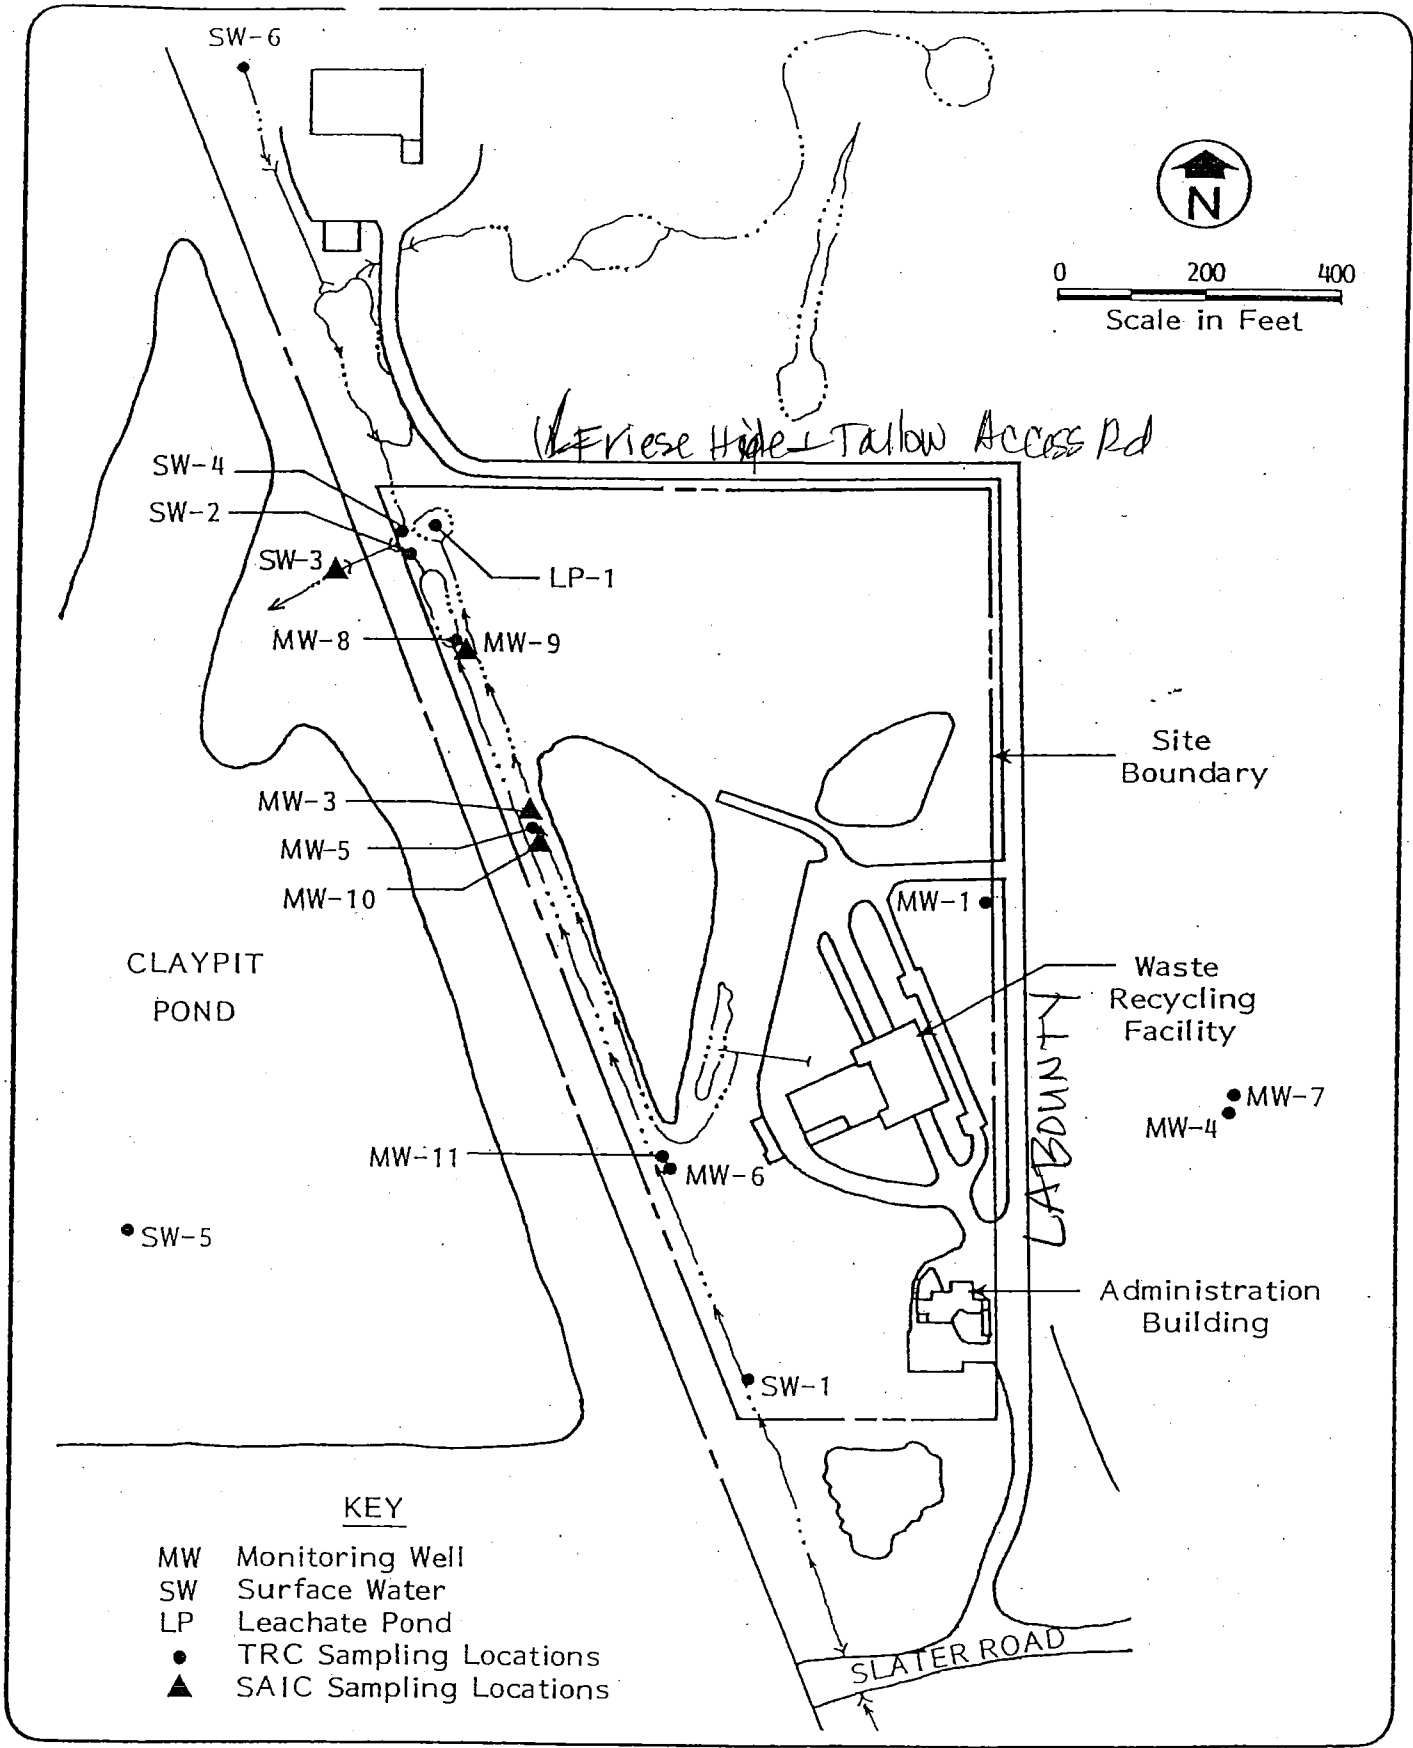 SW-6
N
0 200 400
Scale in Feet
Friese Hide + Tallow Access Rd
SW-4
SW-2
SW-3
LP-1
MW-8
MW-9
Site
Boundary
MW-3
MW-5
MW-10
MW-1
CLAYPIT
POND
Waste
Recycling
Facility
LABOUNTY
MW-7
MW-4
MW-11
MW-6
SW-5
Administration
Building
SW-1
KEY
MW Monitoring Well
SW Surface Water
LP Leachate Pond
● TRC Sampling Locations
▲ SAIC Sampling Locations
SLATER ROAD